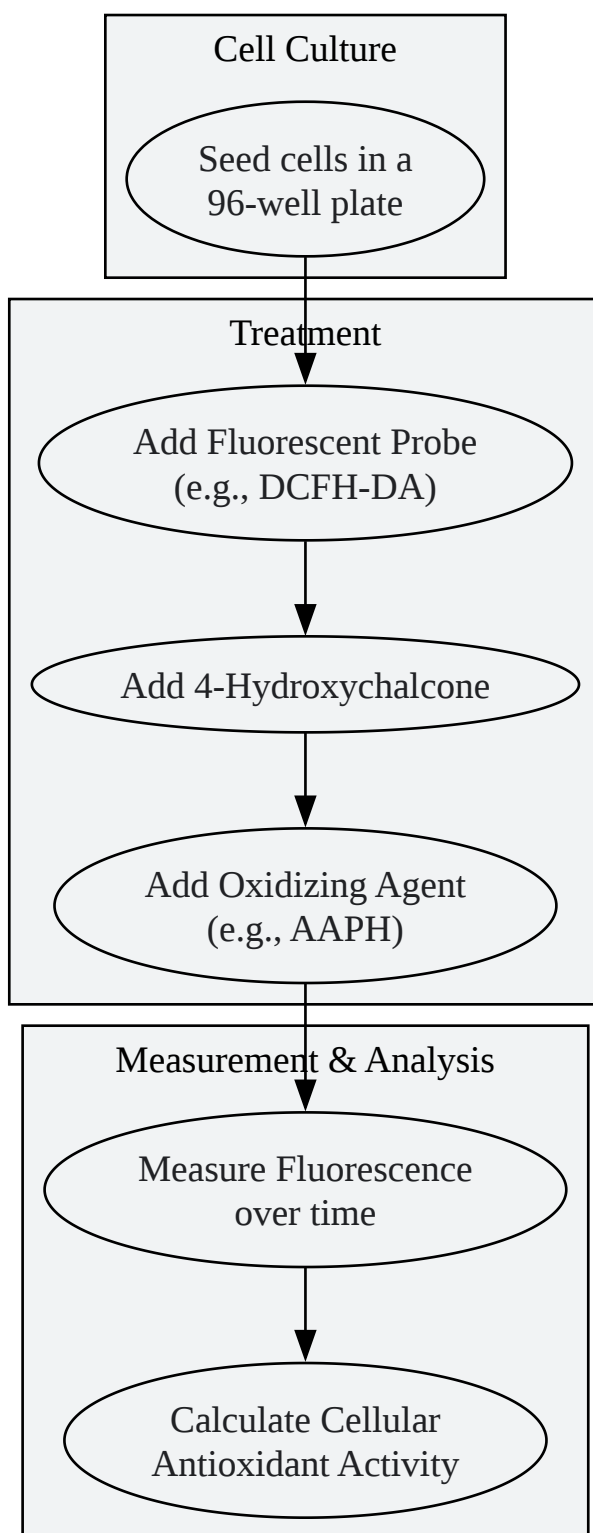 Cell Culture
Seed cells in a
96-well plate
Treatment
Add Fluorescent Probe
(e.g., DCFH-DA)
Add 4-Hydroxychalcone
Add Oxidizing Agent
(e.g., AAPH)
Measurement & Analysis
Measure Fluorescence
over time
Calculate Cellular
Antioxidant Activity